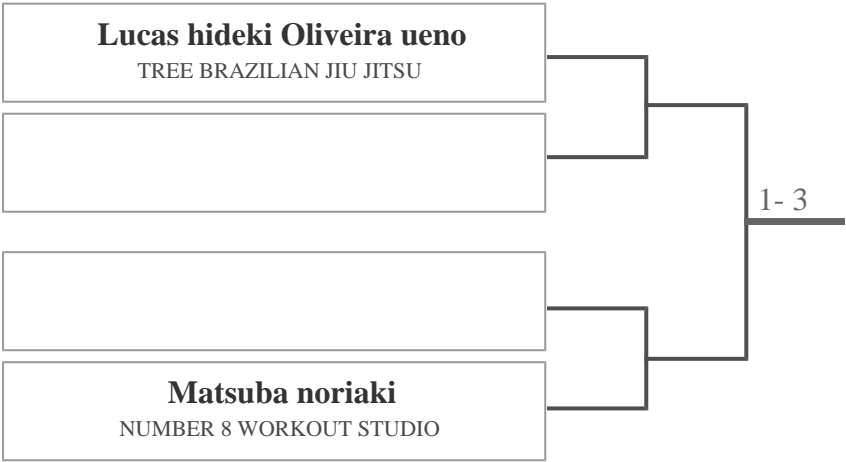 Lucas hideki Oliveira ueno
TREE BRAZILIAN JIU JITSU
1- 3
Matsuba noriaki
NUMBER 8 WORKOUT STUDIO